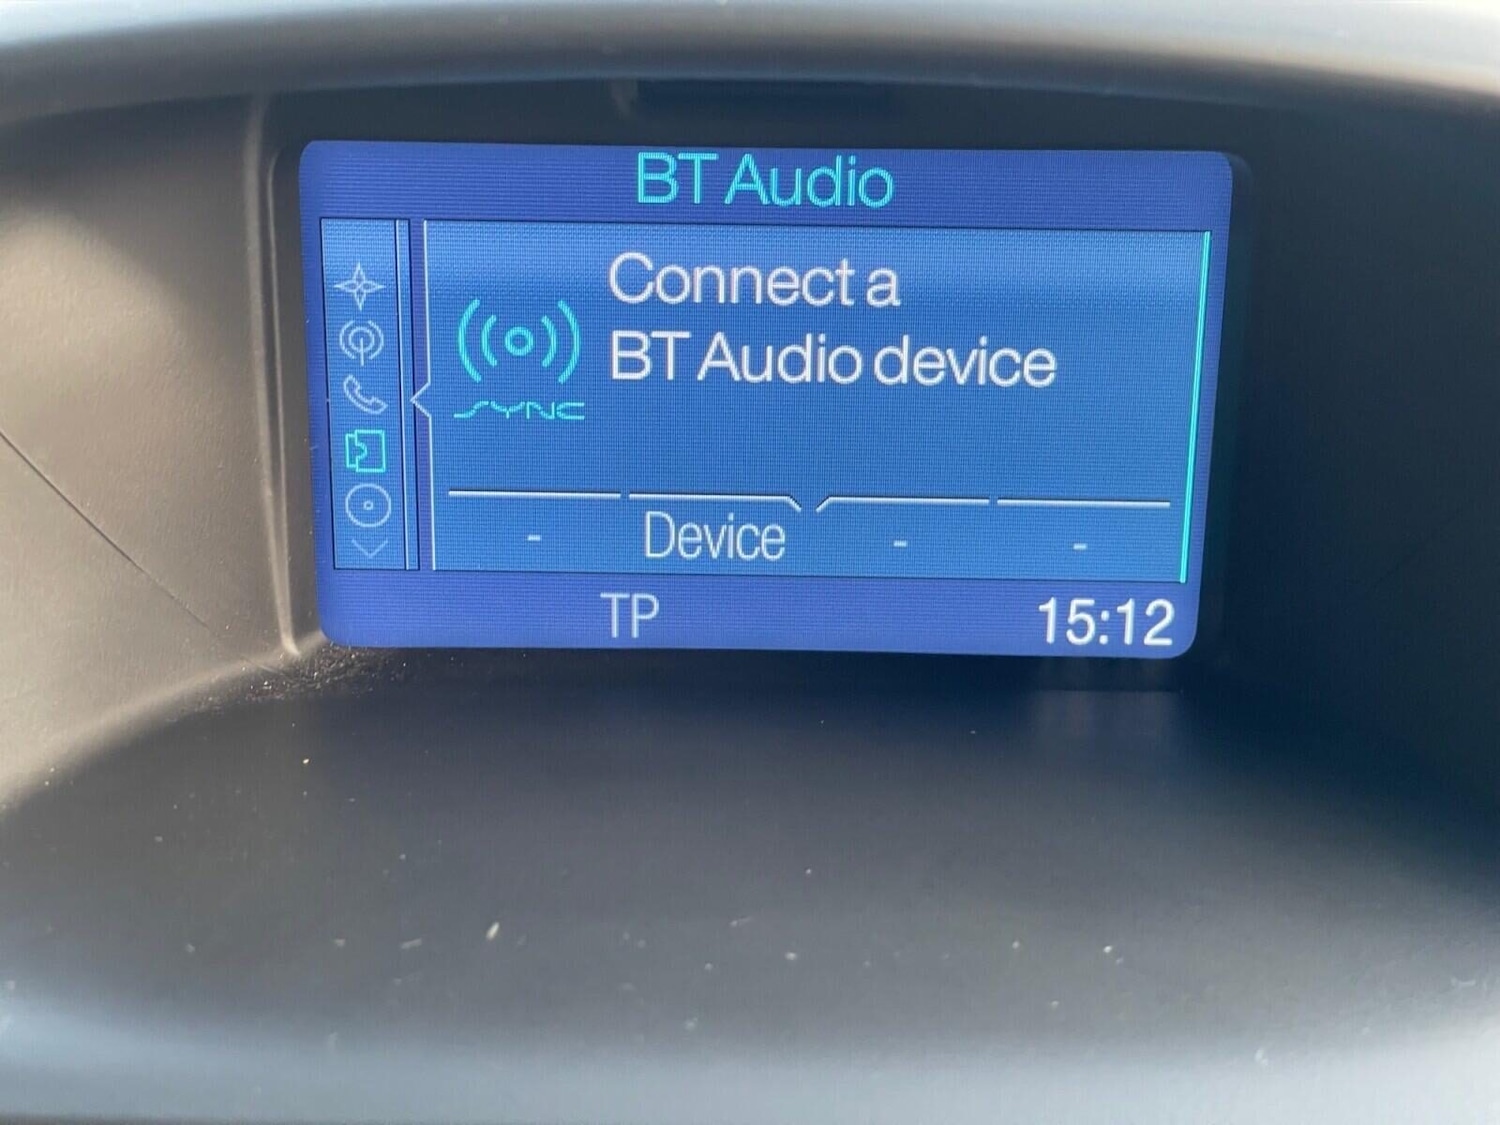 BT Audio
Connect a
BT Audio device
SYNC
- Device - -
TP 15:12